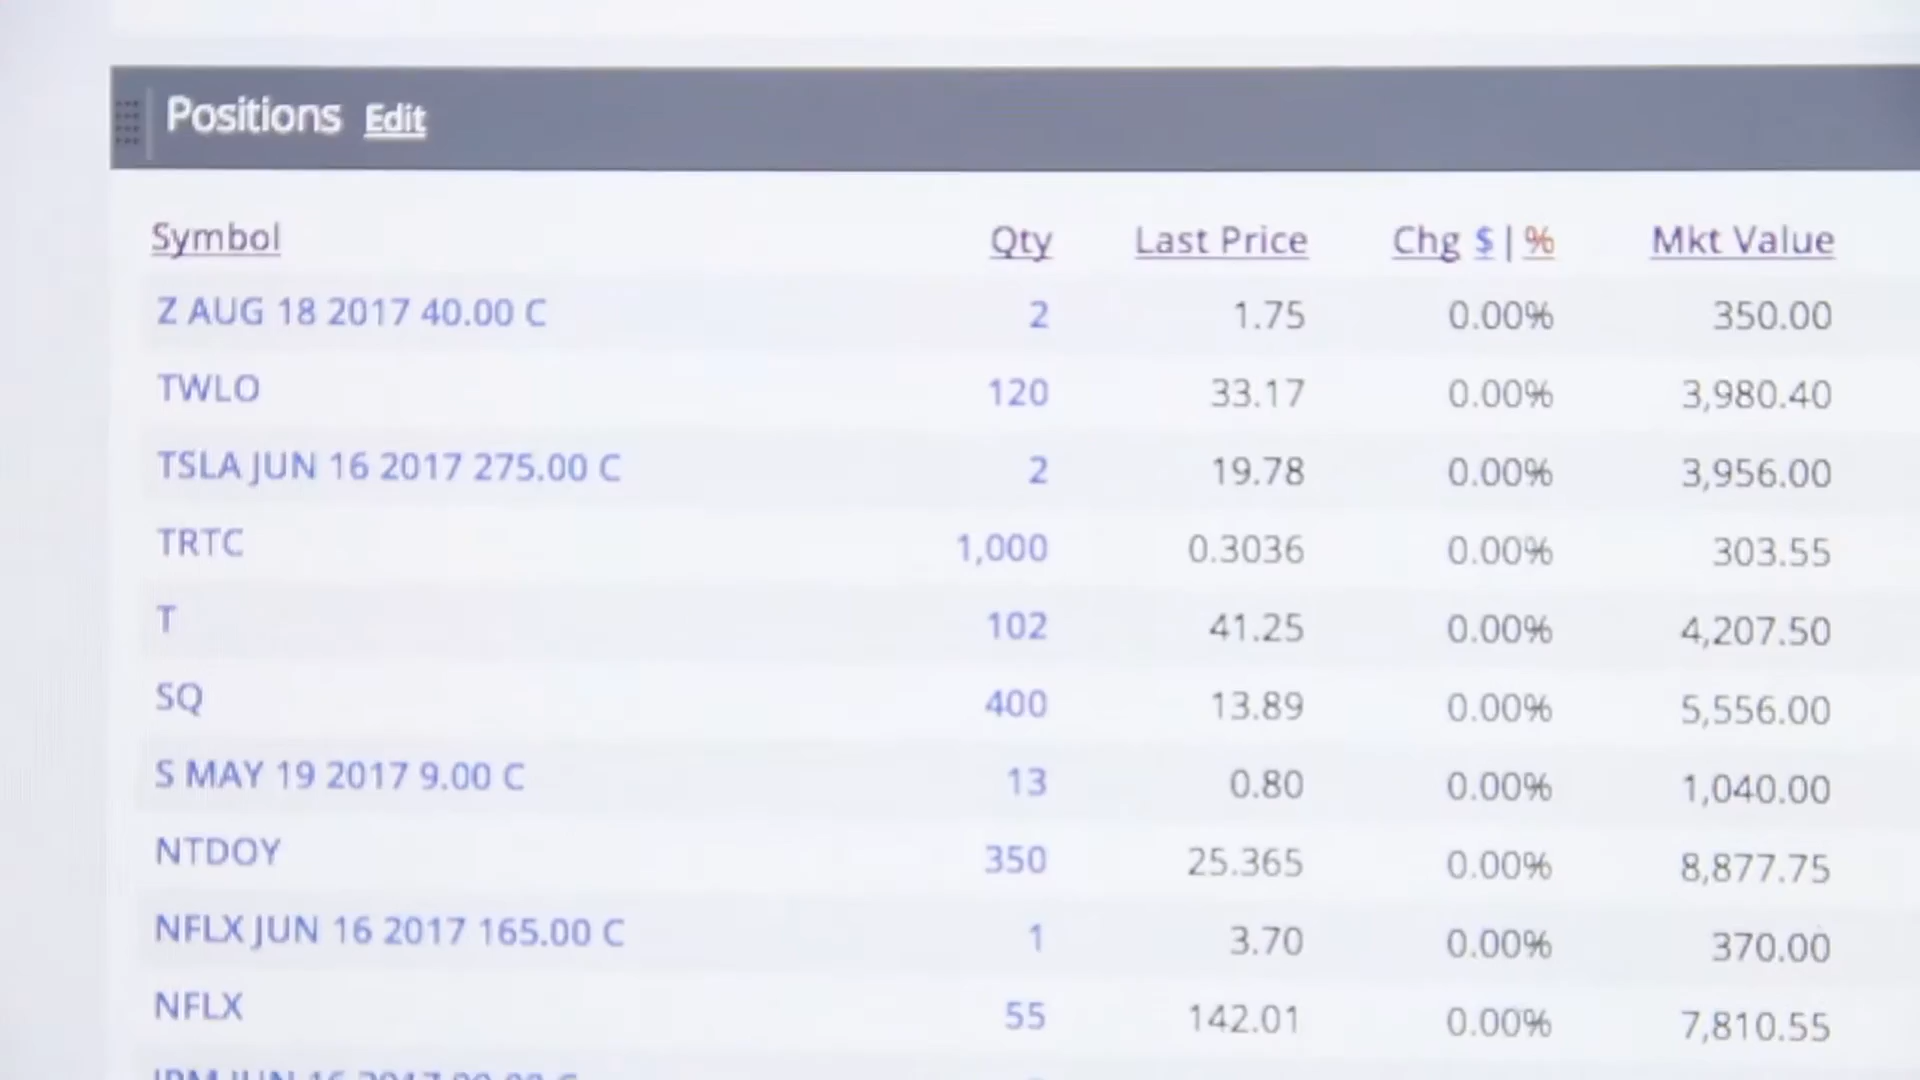 Positions Edit
Symbol Qty Last Price Chg $ | % Mkt Value
Z AUG 18 2017 40.00 C 2 1.75 0.00% 350.00
TWLO 120 33.17 0.00% 3,980.40
TSLA JUN 16 2017 275.00 C 2 19.78 0.00% 3,956.00
TRTC 1,000 0.3036 0.00% 303.55
T 102 41.25 0.00% 4,207.50
SQ 400 13.89 0.00% 5,556.00
S MAY 19 2017 9.00 C 13 0.80 0.00% 1,040.00
NTDOY 350 25.365 0.00% 8,877.75
NFLX JUN 16 2017 165.00 C 1 3.70 0.00% 370.00
NFLX 55 142.01 0.00% 7,810.55
JUN 16 2017